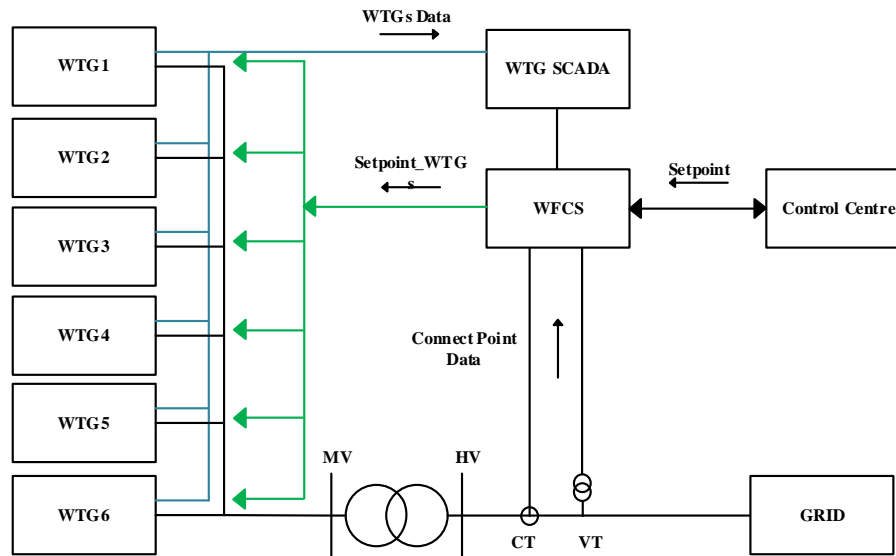 WTGs Data
WTG1
WTG SCADA
WTG2
Setpoint_WTG
s
Setpoint
WFCS
Control Centre
WTG3
WTG4
Connect Point
Data
WTG5
MV
HV
WTG6
CT
VT
GRID